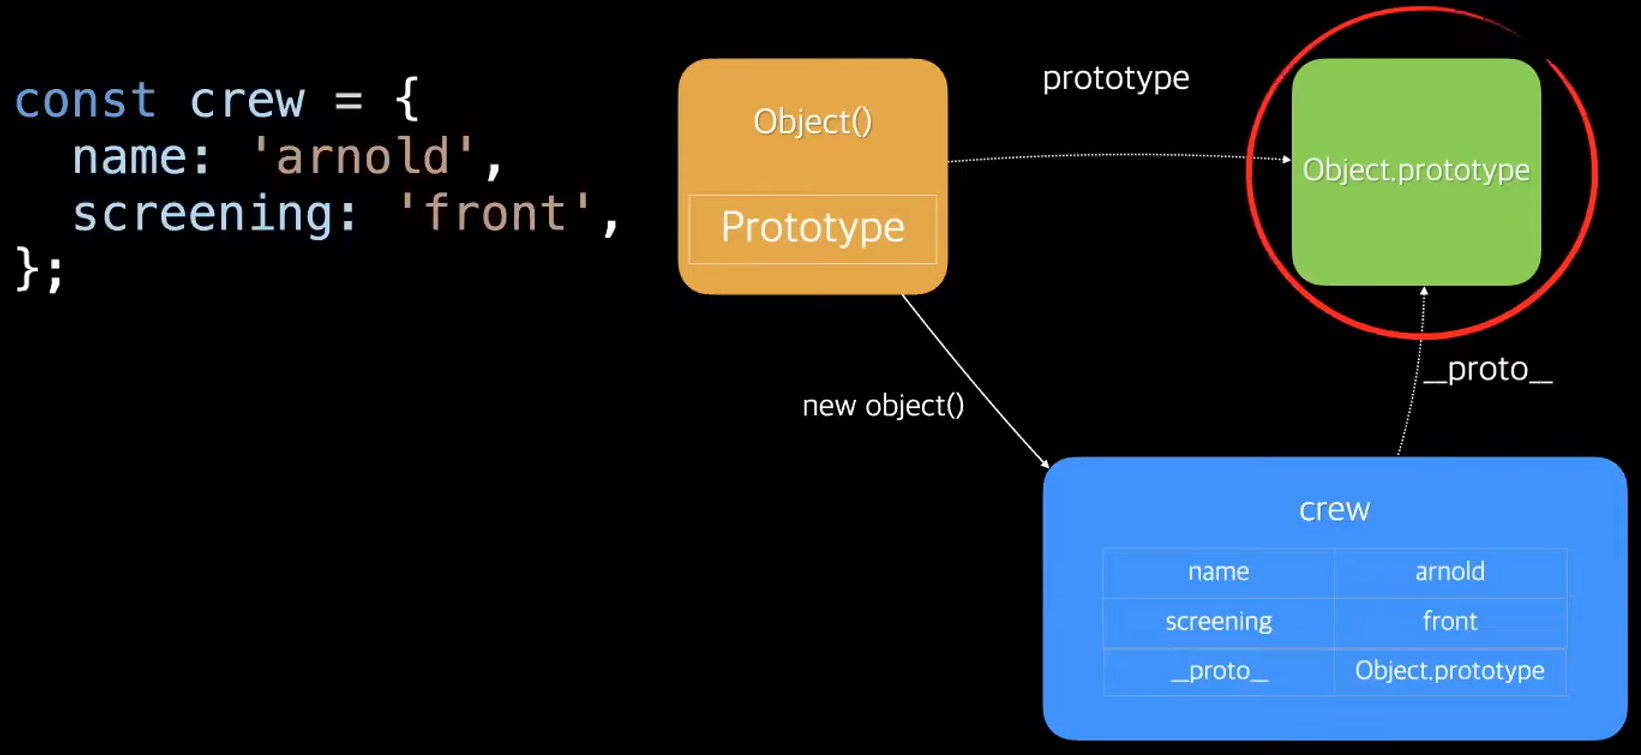 const crew = {
  name: 'arnold',
  screening: 'front',
};
Object()
Prototype
prototype
Object.prototype
__proto__
new object()
crew
name arnold
screening front
__proto__ Object.prototype